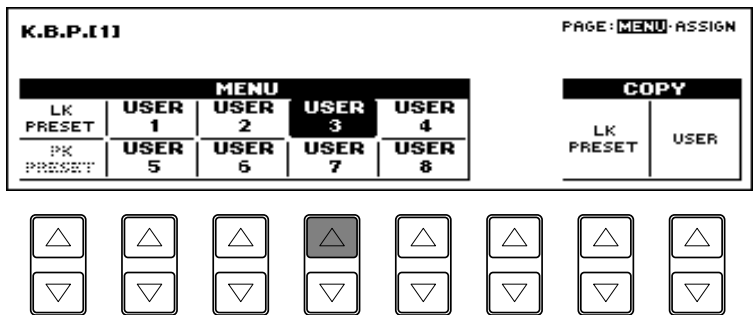 K.B.P.[1] PAGE:MENU·ASSIGN
MENU COPY
LK PRESET USER 1 USER 2 USER 3 USER 4
PK PRESET USER 5 USER 6 USER 7 USER 8
LK PRESET USER